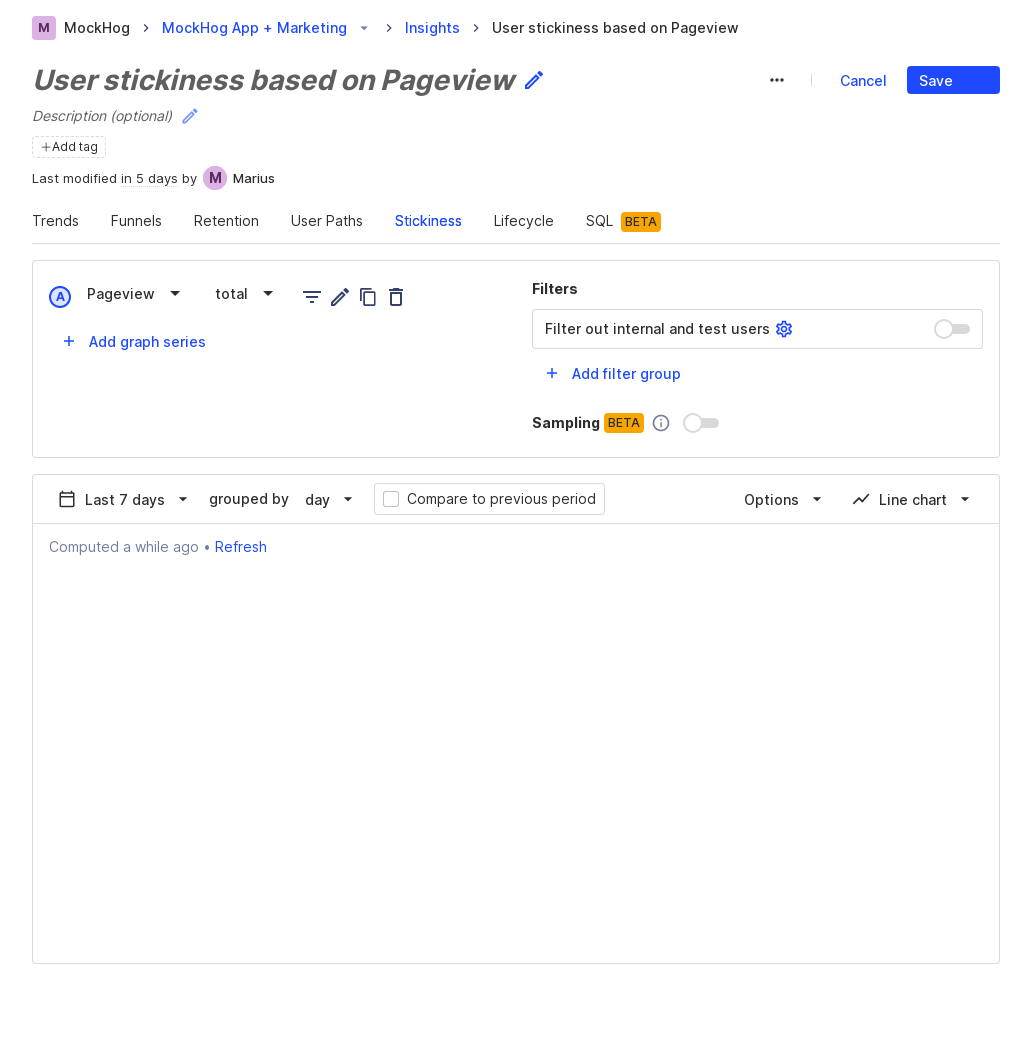 M MockHog MockHog App + Marketing Insights User stickiness based on Pageview
User stickiness based on Pageview
Cancel Save
Description (optional)
Add tag
Last modified in 5 days by M Marius
Trends Funnels Retention User Paths Stickiness Lifecycle SQL BETA
A Pageview total
Add graph series
Filters
Filter out internal and test users
Add filter group
Sampling BETA
Last 7 days grouped by day Compare to previous period Options Line chart
Computed a while ago • Refresh